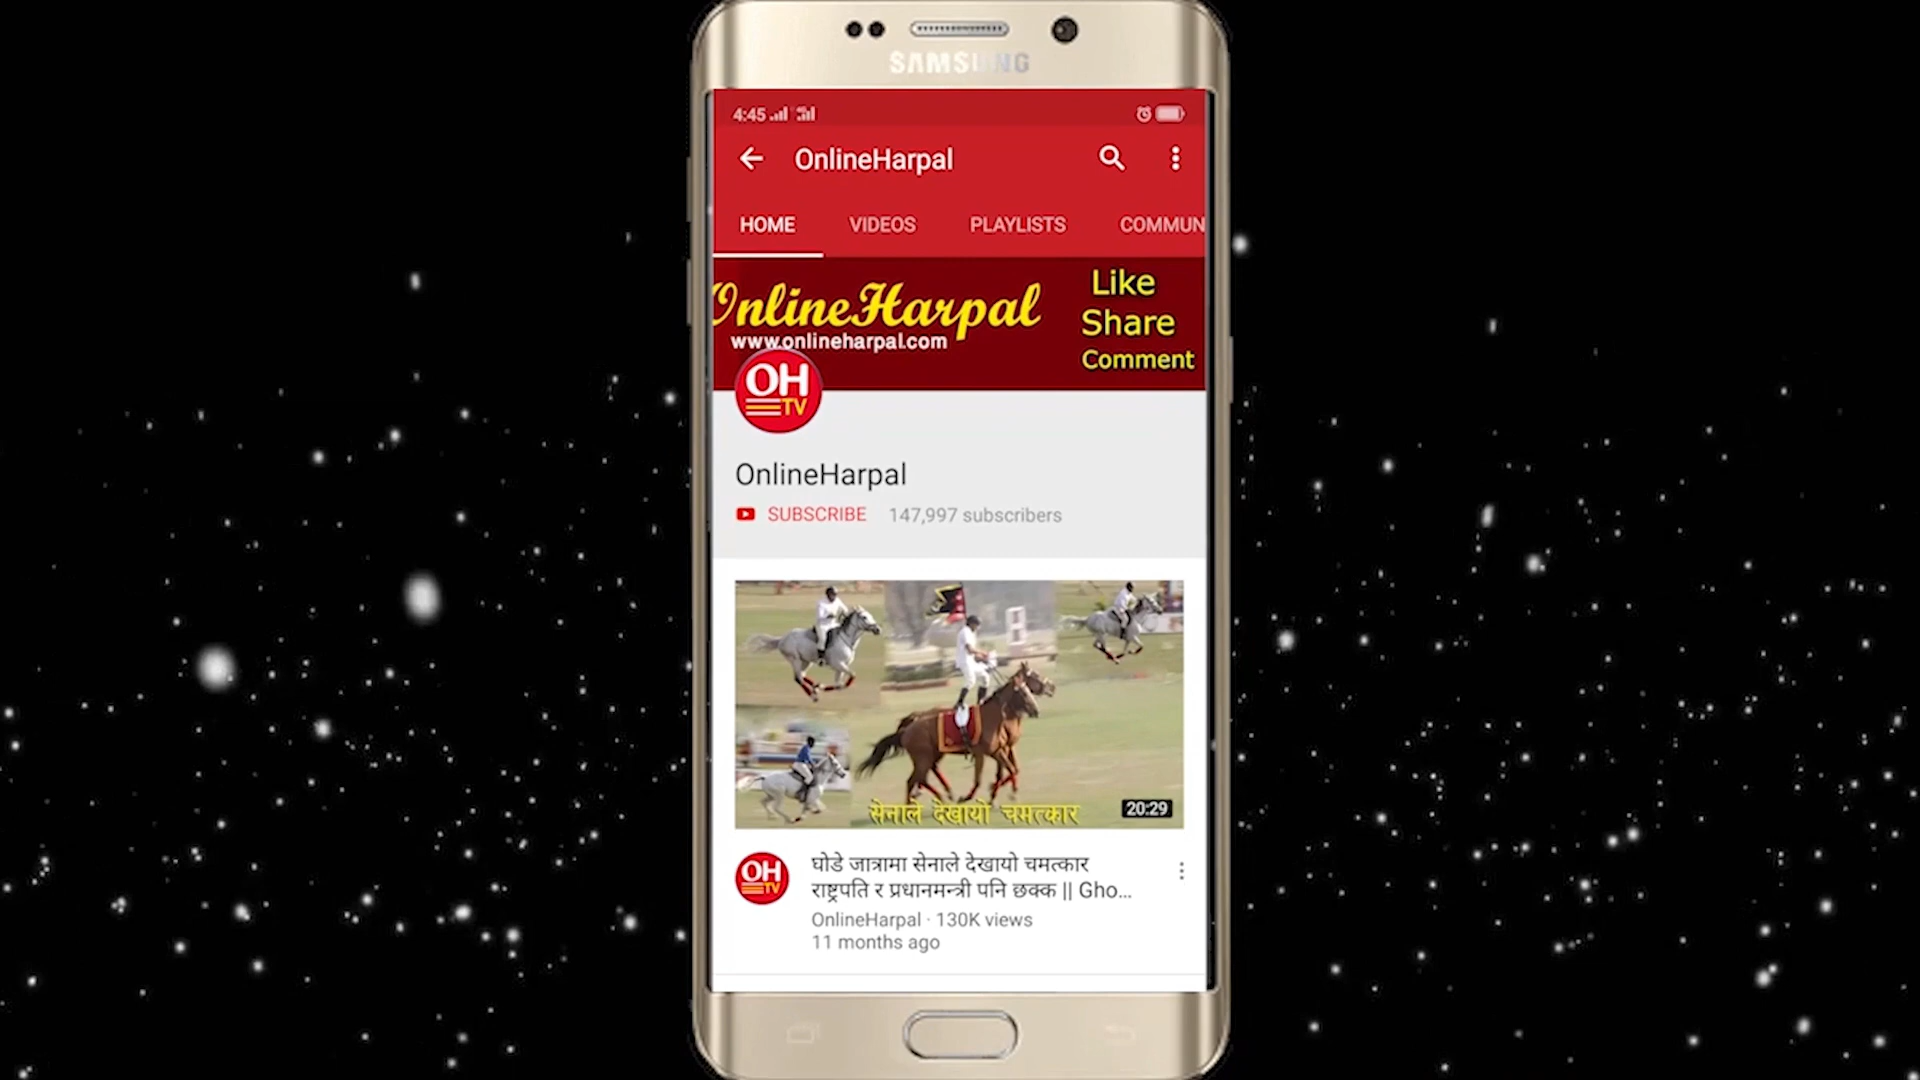 SAMSUNG
4:45
OnlineHarpal
HOME VIDEOS PLAYLISTS COMMUN
OnlineHarpal
www.onlineharpal.com
Like
Share
Comment
OH
TV
OnlineHarpal
SUBSCRIBE 147,997 subscribers
सेनाले देखायो चमत्कार
20:29
OH
TV
घोडे जात्रामा सेनाले देखायो चमत्कार
राष्ट्रपति र प्रधानमन्त्री पनि छक्क || Gho...
OnlineHarpal · 130K views
11 months ago